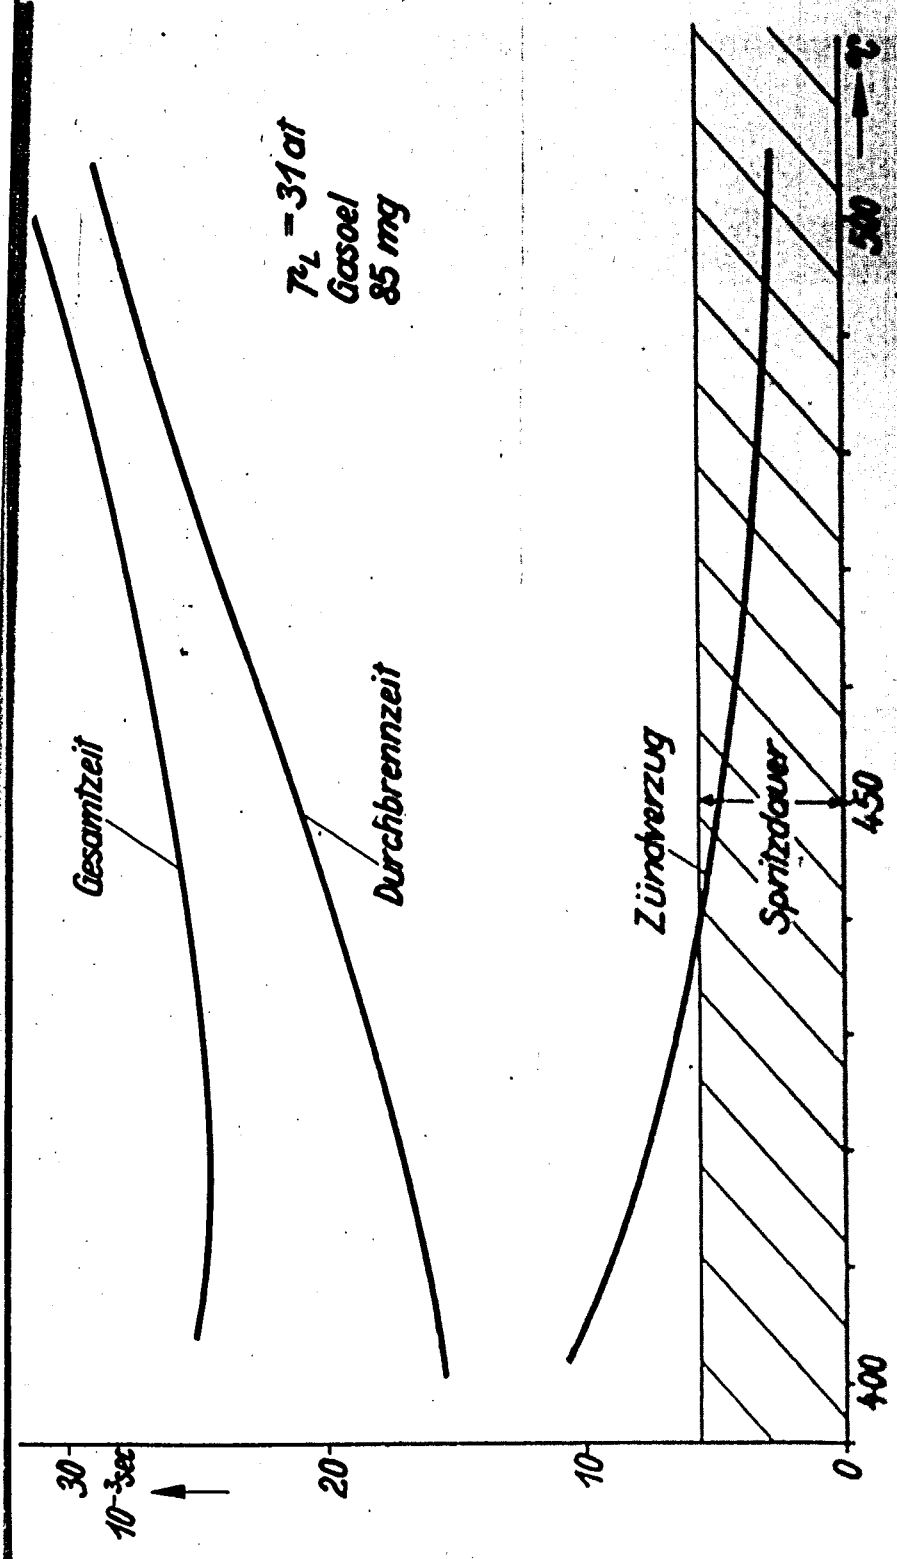 30
10⁻³sec
20
10
0
Gesamtzeit
Durchbrennzeit
p_L = 31 at
Gasoel
85 mg
Zündverzug
Spritzdauer
400 450 500 °C